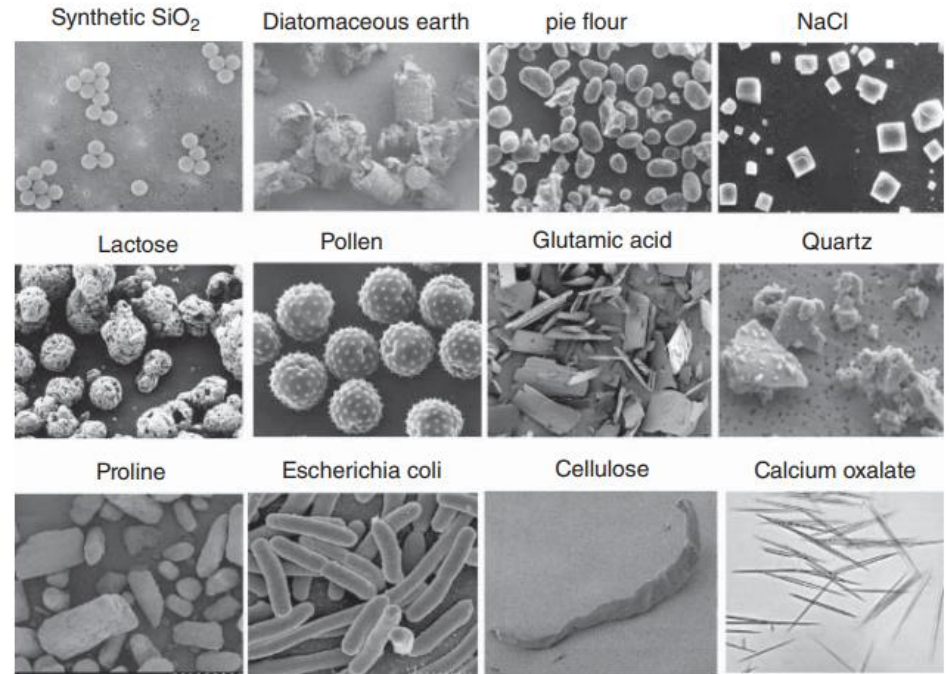 Synthetic SiO₂
Diatomaceous earth
pie flour
NaCl
Lactose
Pollen
Glutamic acid
Quartz
Proline
Escherichia coli
Cellulose
Calcium oxalate